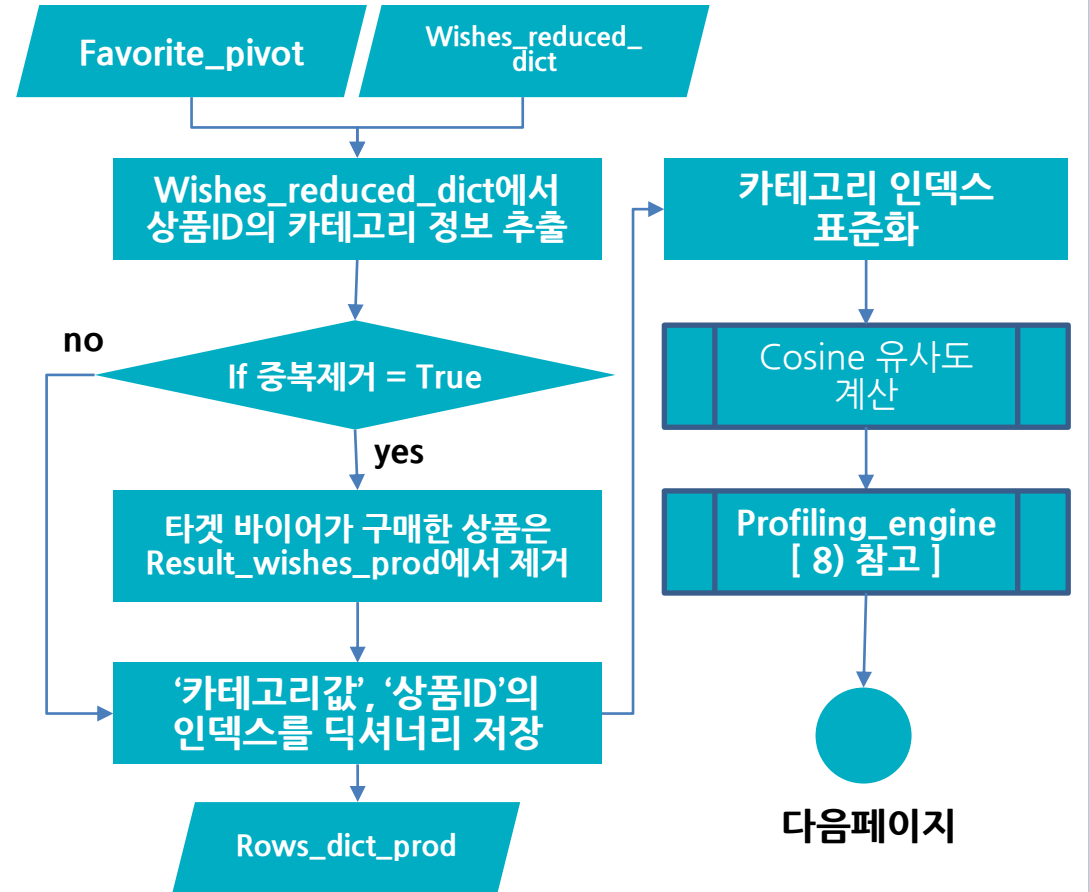 Favorite_pivot
Wishes_reduced_
dict
Wishes_reduced_dict에서
상품ID의 카테고리 정보 추출
no
If 중복제거 = True
yes
타겟 바이어가 구매한 상품은
Result_wishes_prod에서 제거
‘카테고리값’, ‘상품ID’의
인덱스를 딕셔너리 저장
Rows_dict_prod
카테고리 인덱스
표준화
Cosine 유사도
계산
Profiling_engine
[ 8) 참고 ]
다음페이지